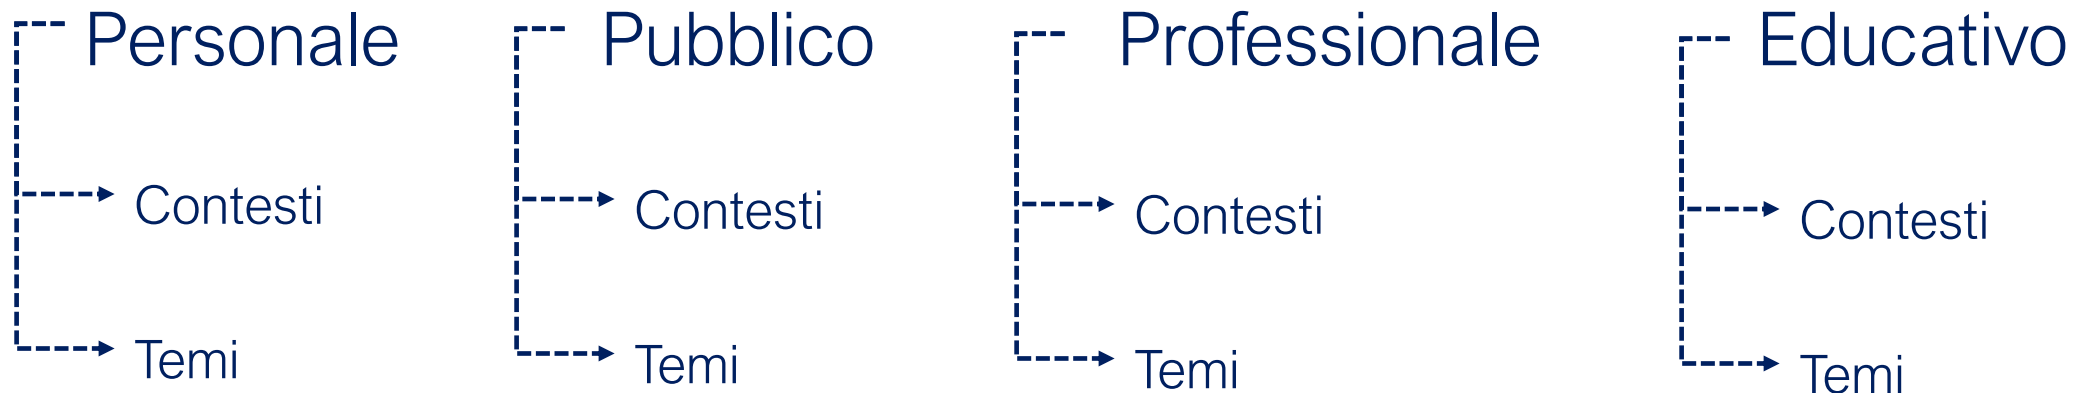 Personale
Pubblico
Professionale
Educativo
Contesti
Contesti
Contesti
Contesti
Temi
Temi
Temi
Temi